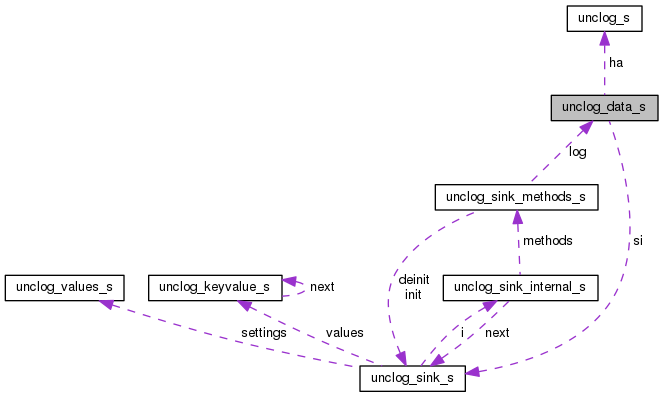 unclog_s
ha
unclog_data_s
log
unclog_sink_methods_s
methods
si
deinit
init
unclog_values_s
unclog_keyvalue_s
next
unclog_sink_internal_s
settings
values
i
next
unclog_sink_s